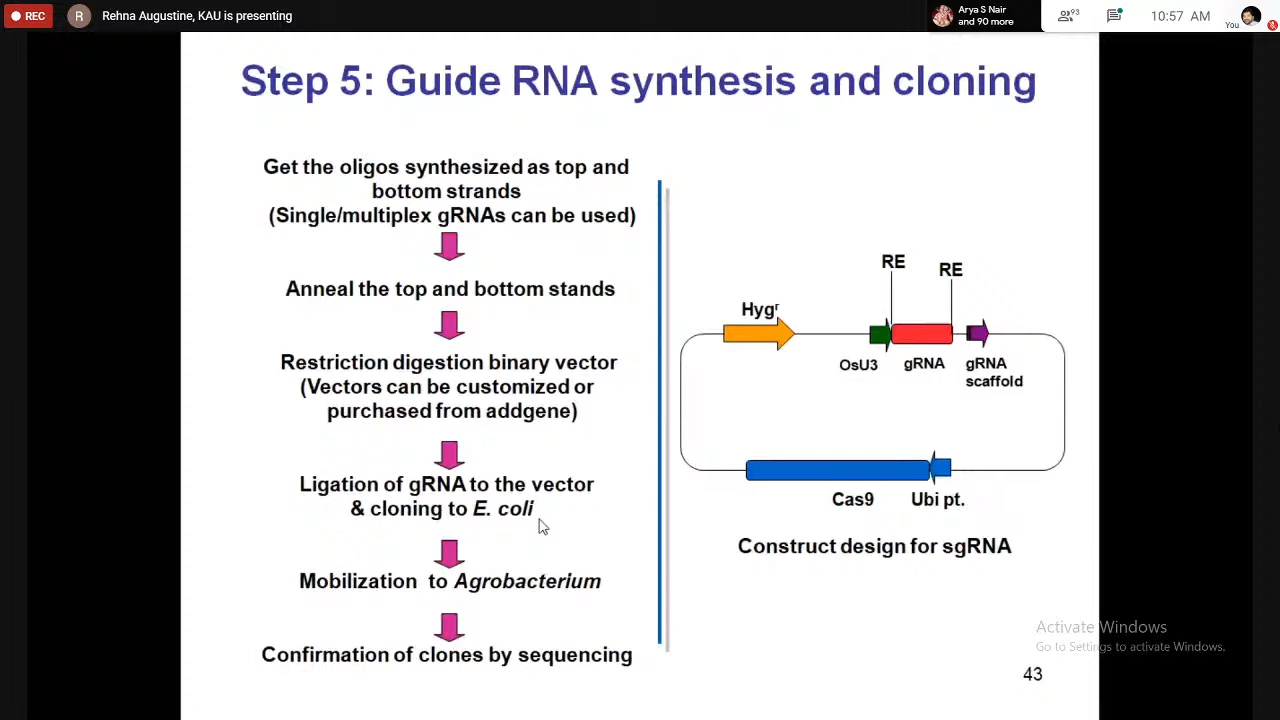 REC
R
Rehna Augustine, KAU is presenting
Arya S Nair
and 90 more
93
10:57 AM
You
Step 5: Guide RNA synthesis and cloning
Get the oligos synthesized as top and
bottom strands
(Single/multiplex gRNAs can be used)
Anneal the top and bottom stands
Restriction digestion binary vector
(Vectors can be customized or
purchased from addgene)
Ligation of gRNA to the vector
& cloning to E. coli
Mobilization to Agrobacterium
Confirmation of clones by sequencing
RE
RE
Hygʳ
OsU3
gRNA
gRNA
scaffold
Cas9
Ubi pt.
Construct design for sgRNA
Activate Windows
Go to Settings to activate Windows.
43